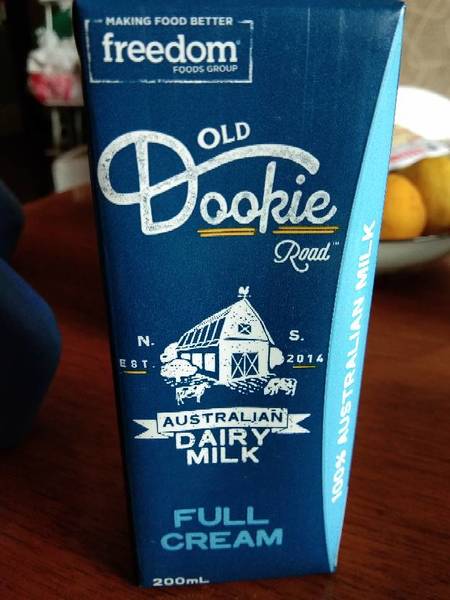 MAKING FOOD BETTER
freedom
FOODS GROUP
OLD
Dookie
Road™
N. S.
EST. 2014
AUSTRALIAN
DAIRY
MILK
FULL
CREAM
200mL
100% AUSTRALIAN MILK